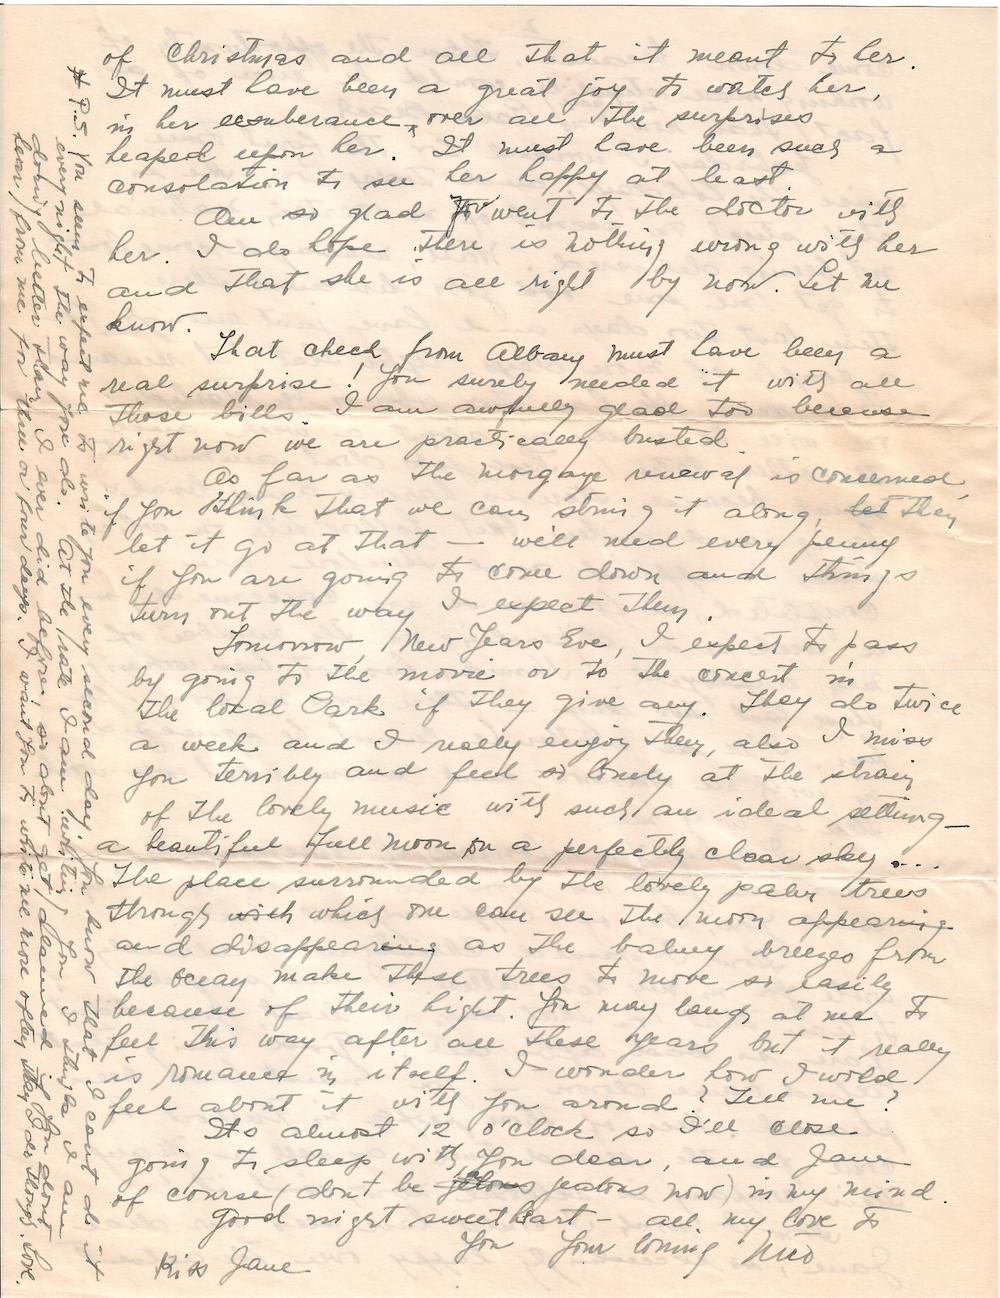 of Christmas and all that it meant to her.
It must have been a great joy to watch her,
in her exuberance, over all the surprises
heaped upon her. It must have been such a
consolation to see her happy at least.
Am so glad you went to the doctor with
her. I do hope there is nothing wrong with her
and that she is all right by now. Let me
know.
That check from Albany must have been a
real surprise! You surely needed it with all
those bills. I am awfully glad too because
right now we are practically busted.
As far as the morgage renewal is concerned,
if you think that we can string it along, let them
let it go at that — we'll need every penny
if you are going to come down and things
turn out the way I expect them.
Tomorrow, New Years Eve, I expect to pass
by going to the movie or to the concert in
the local Park if they give any. They do twice
a week and I really enjoy them, also I miss
you terribly and feel so lonely at the strain
of the lovely music with such an ideal setting —
a beautiful full moon on a perfectly clear sky ....
The place surrounded by the lovely palm trees
through wich which one can see the moon appearing
and disappearing as the balmy breezes from
the ocean make these trees to move so easily
because of their hight. You may laugh at me to
feel this way after all these years but it really
is romance in itself. I wonder how I wold
feel about it with you arond? Tell me?
It's almost 12 o'clock so I'll close
going to sleep with you dear, and Jane
of course (dont be jealous now) in my mind.
Good night sweetheart — all my love to
you Your loving Nico
Kiss Jane
# P.S. You seem to expect me to write you every second day. You know that I cant do it
every night the way you do. At the rate I am writing you I think I am
doing better than I ever did before, so dont get alarmed if you dont
hear from me for three or four days. I want you to write me more often than I do though. Love.